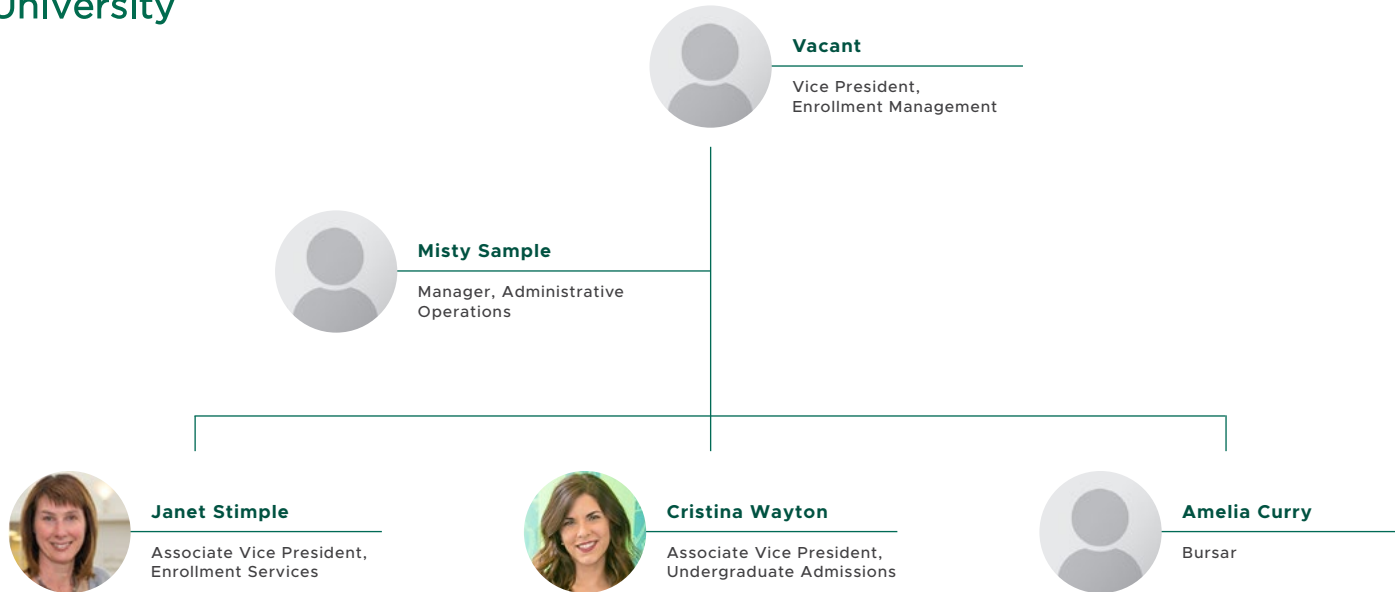 University
Vacant
Vice President,
Enrollment Management
Misty Sample
Manager, Administrative
Operations
Janet Stimple
Associate Vice President,
Enrollment Services
Cristina Wayton
Associate Vice President,
Undergraduate Admissions
Amelia Curry
Bursar